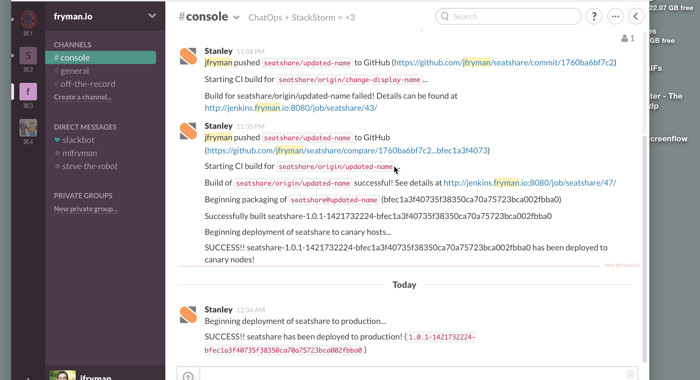 fryman.io
#console
ChatOps + StackStorm = <3
Search
?
1
⌘1
⌘2
⌘3
⌘4
S
f
CHANNELS
# console
# general
# off-the-record
Create a channel...
DIRECT MESSAGES
slackbot
mlfryman
steve-the-robot
PRIVATE GROUPS
New private group...
jfryman
Stanley 11:08 PM
jfryman pushed seatshare/updated-name to GitHub (https://github.com/jfryman/seatshare/commit/1760ba6bf7c2)
Starting CI build for seatshare/origin/change-display-name...
Build for seatshare/origin/updated-name failed! Details can be found at
http://jenkins.fryman.io:8080/job/seatshare/43/
Stanley 11:35 PM
jfryman pushed seatshare/updated-name to GitHub
(https://github.com/jfryman/seatshare/compare/1760ba6bf7c2...bfec1a3f4073)
Starting CI build for seatshare/origin/updated-name
Build of seatshare/origin/updated-name successful! See details at http://jenkins.fryman.io:8080/job/seatshare/47/
Beginning packaging of seatshare@updated-name (bfec1a3f40735f38350ca70a75723bca002fbba0)
Successfully built seatshare-1.0.1-1421732224-bfec1a3f40735f38350ca70a75723bca002fbba0
Beginning deployment of seatshare to canary hosts...
SUCCESS!! seatshare-1.0.1-1421732224-bfec1a3f40735f38350ca70a75723bca002fbba0 has been deployed to
canary nodes!
NEW MESSAGES
Today
Stanley 12:34 AM
Beginning deployment of seatshare to production...
SUCCESS!! seatshare has been deployed to production! ( 1.0.1-1421732224-
bfec1a3f40735f38350ca70a75723bca002fbba0 )
22.07 GB free
GB free
GIFs
- The
screenflow